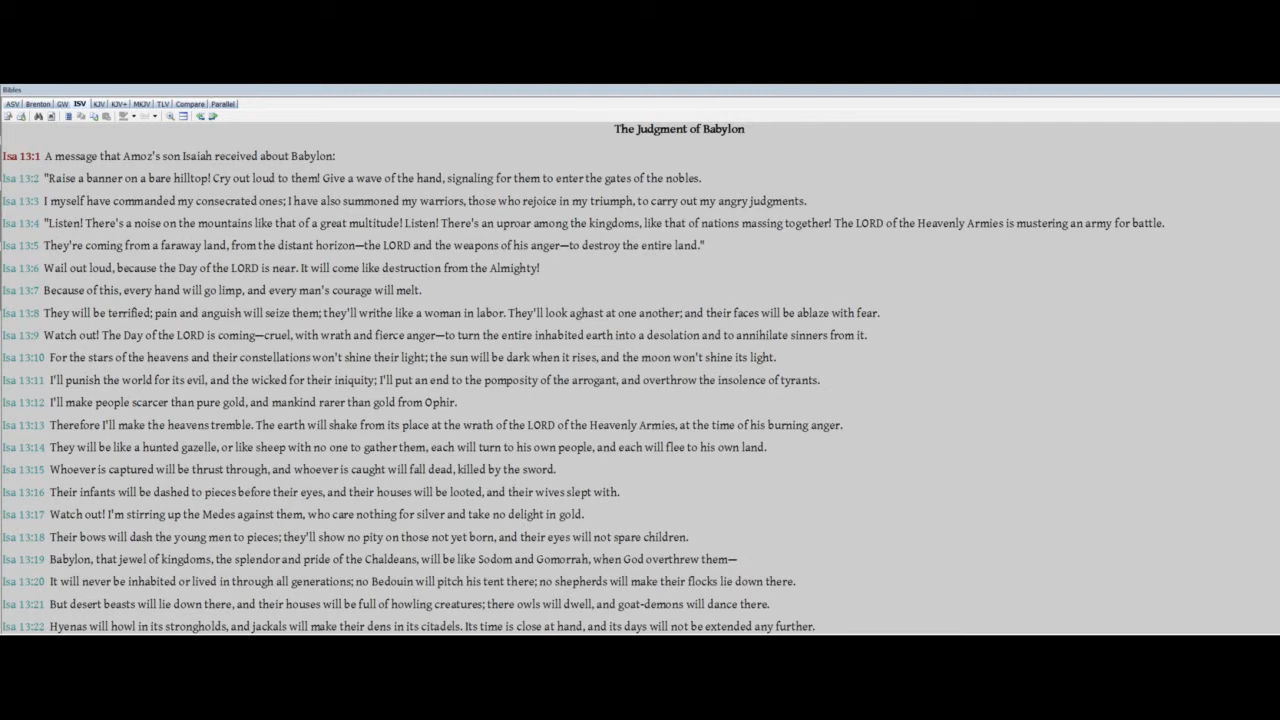 Bibles
ASV Brenton GW ISV KJV KJV+ MKJV TLV Compare Parallel
The Judgment of Babylon
Isa 13:1 A message that Amoz's son Isaiah received about Babylon:
Isa 13:2 "Raise a banner on a bare hilltop! Cry out loud to them! Give a wave of the hand, signaling for them to enter the gates of the nobles.
Isa 13:3 I myself have commanded my consecrated ones; I have also summoned my warriors, those who rejoice in my triumph, to carry out my angry judgments.
Isa 13:4 "Listen! There's a noise on the mountains like that of a great multitude! Listen! There's an uproar among the kingdoms, like that of nations massing together! The LORD of the Heavenly Armies is mustering an army for battle.
Isa 13:5 They're coming from a faraway land, from the distant horizon—the LORD and the weapons of his anger—to destroy the entire land."
Isa 13:6 Wail out loud, because the Day of the LORD is near. It will come like destruction from the Almighty!
Isa 13:7 Because of this, every hand will go limp, and every man's courage will melt.
Isa 13:8 They will be terrified; pain and anguish will seize them; they'll writhe like a woman in labor. They'll look aghast at one another; and their faces will be ablaze with fear.
Isa 13:9 Watch out! The Day of the LORD is coming—cruel, with wrath and fierce anger—to turn the entire inhabited earth into a desolation and to annihilate sinners from it.
Isa 13:10 For the stars of the heavens and their constellations won't shine their light; the sun will be dark when it rises, and the moon won't shine its light.
Isa 13:11 I'll punish the world for its evil, and the wicked for their iniquity; I'll put an end to the pomposity of the arrogant, and overthrow the insolence of tyrants.
Isa 13:12 I'll make people scarcer than pure gold, and mankind rarer than gold from Ophir.
Isa 13:13 Therefore I'll make the heavens tremble. The earth will shake from its place at the wrath of the LORD of the Heavenly Armies, at the time of his burning anger.
Isa 13:14 They will be like a hunted gazelle, or like sheep with no one to gather them, each will turn to his own people, and each will flee to his own land.
Isa 13:15 Whoever is captured will be thrust through, and whoever is caught will fall dead, killed by the sword.
Isa 13:16 Their infants will be dashed to pieces before their eyes, and their houses will be looted, and their wives slept with.
Isa 13:17 Watch out! I'm stirring up the Medes against them, who care nothing for silver and take no delight in gold.
Isa 13:18 Their bows will dash the young men to pieces; they'll show no pity on those not yet born, and their eyes will not spare children.
Isa 13:19 Babylon, that jewel of kingdoms, the splendor and pride of the Chaldeans, will be like Sodom and Gomorrah, when God overthrew them—
Isa 13:20 It will never be inhabited or lived in through all generations; no Bedouin will pitch his tent there; no shepherds will make their flocks lie down there.
Isa 13:21 But desert beasts will lie down there, and their houses will be full of howling creatures; there owls will dwell, and goat-demons will dance there.
Isa 13:22 Hyenas will howl in its strongholds, and jackals will make their dens in its citadels. Its time is close at hand, and its days will not be extended any further.